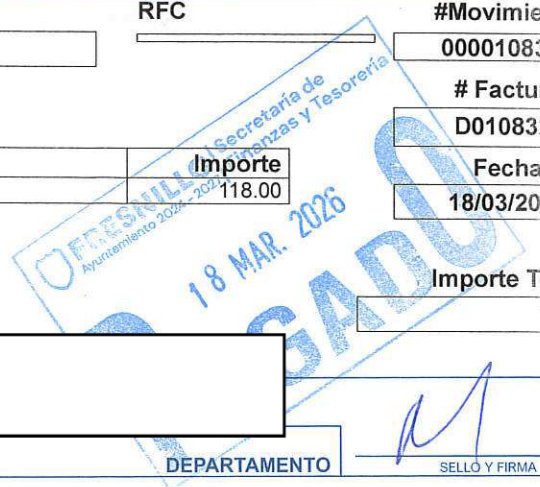 RFC
#Movimie
00001083
# Factu
D01083
Fecha
18/03/20
Importe
118.00
FRESNILLO | Secretaría de
Ayuntamiento 2024 - 2027 | Finanzas y Tesorería
18 MAR. 2026
PAGADO
Importe T
DEPARTAMENTO
SELLO Y FIRMA